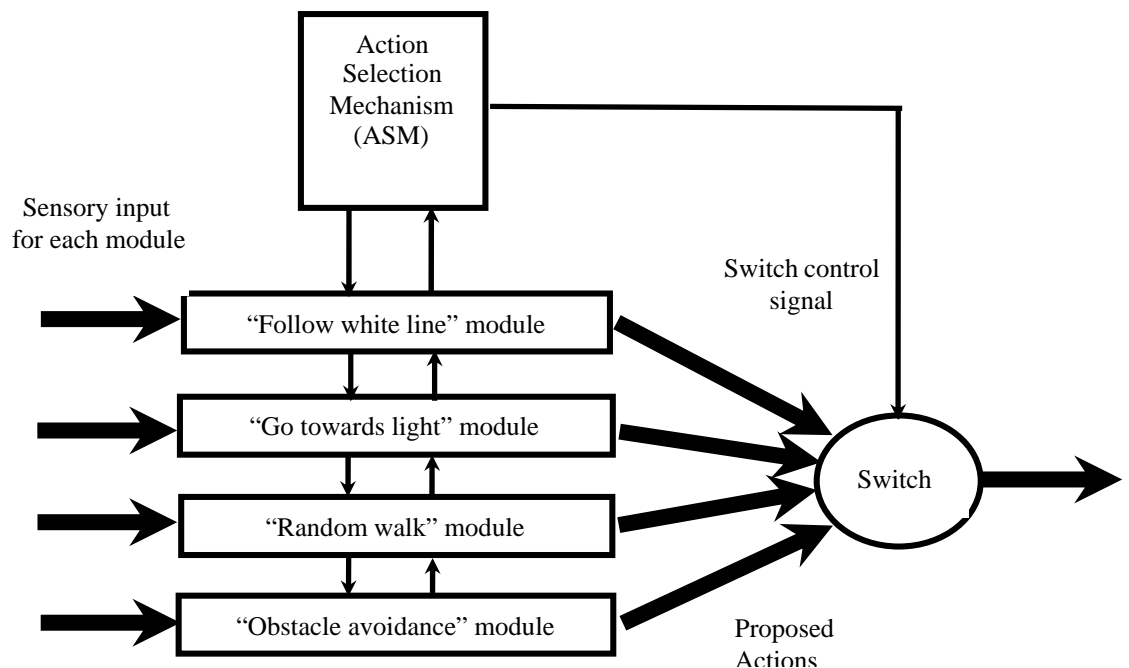 Action
Selection
Mechanism
(ASM)
Sensory input
for each module
Switch control
signal
“Follow white line” module
“Go towards light” module
Switch
“Random walk” module
“Obstacle avoidance” module
Proposed
Actions